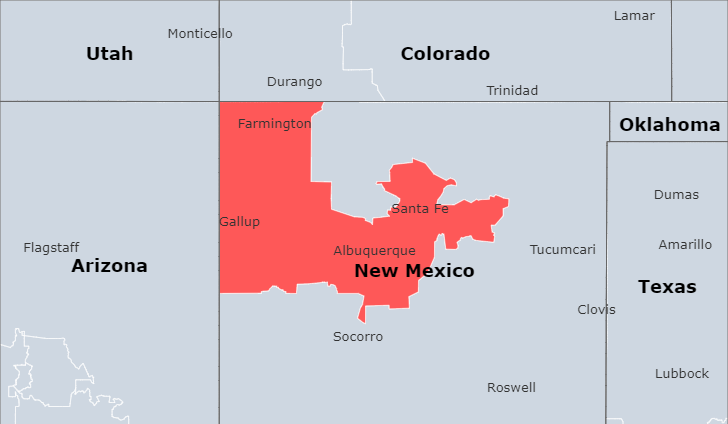 Lamar
Monticello
Utah
Colorado
Durango
Trinidad
Farmington
Oklahoma
Dumas
Santa Fe
Gallup
Flagstaff
Albuquerque
Tucumcari
Amarillo
Arizona
New Mexico
Texas
Clovis
Socorro
Lubbock
Roswell